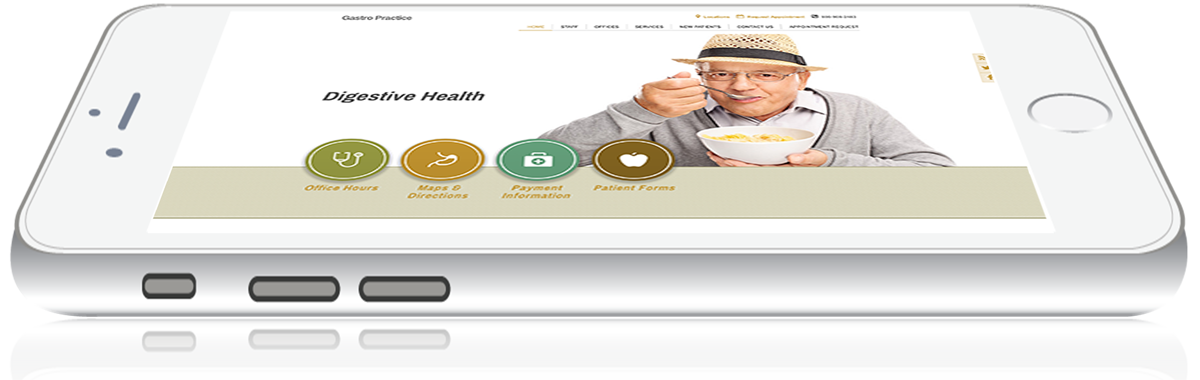 Gastro Practice
Locations Request Appointment
HOME STAFF OFFICES SERVICES NEW PATIENTS CONTACT US APPOINTMENT REQUEST
Digestive Health
Office Hours
Maps &
Directions
Payment
Information
Patient Forms